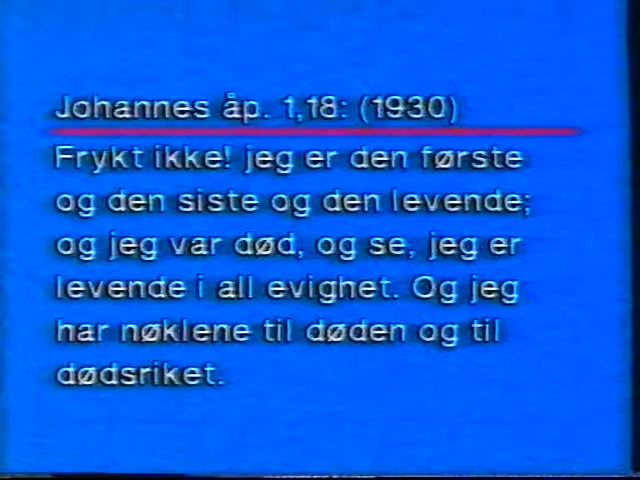 Johannes åp. 1,18: (1930)
Frykt ikke! jeg er den første
og den siste og den levende;
og jeg var død, og se, jeg er
levende i all evighet. Og jeg
har nøklene til døden og til
dødsriket.